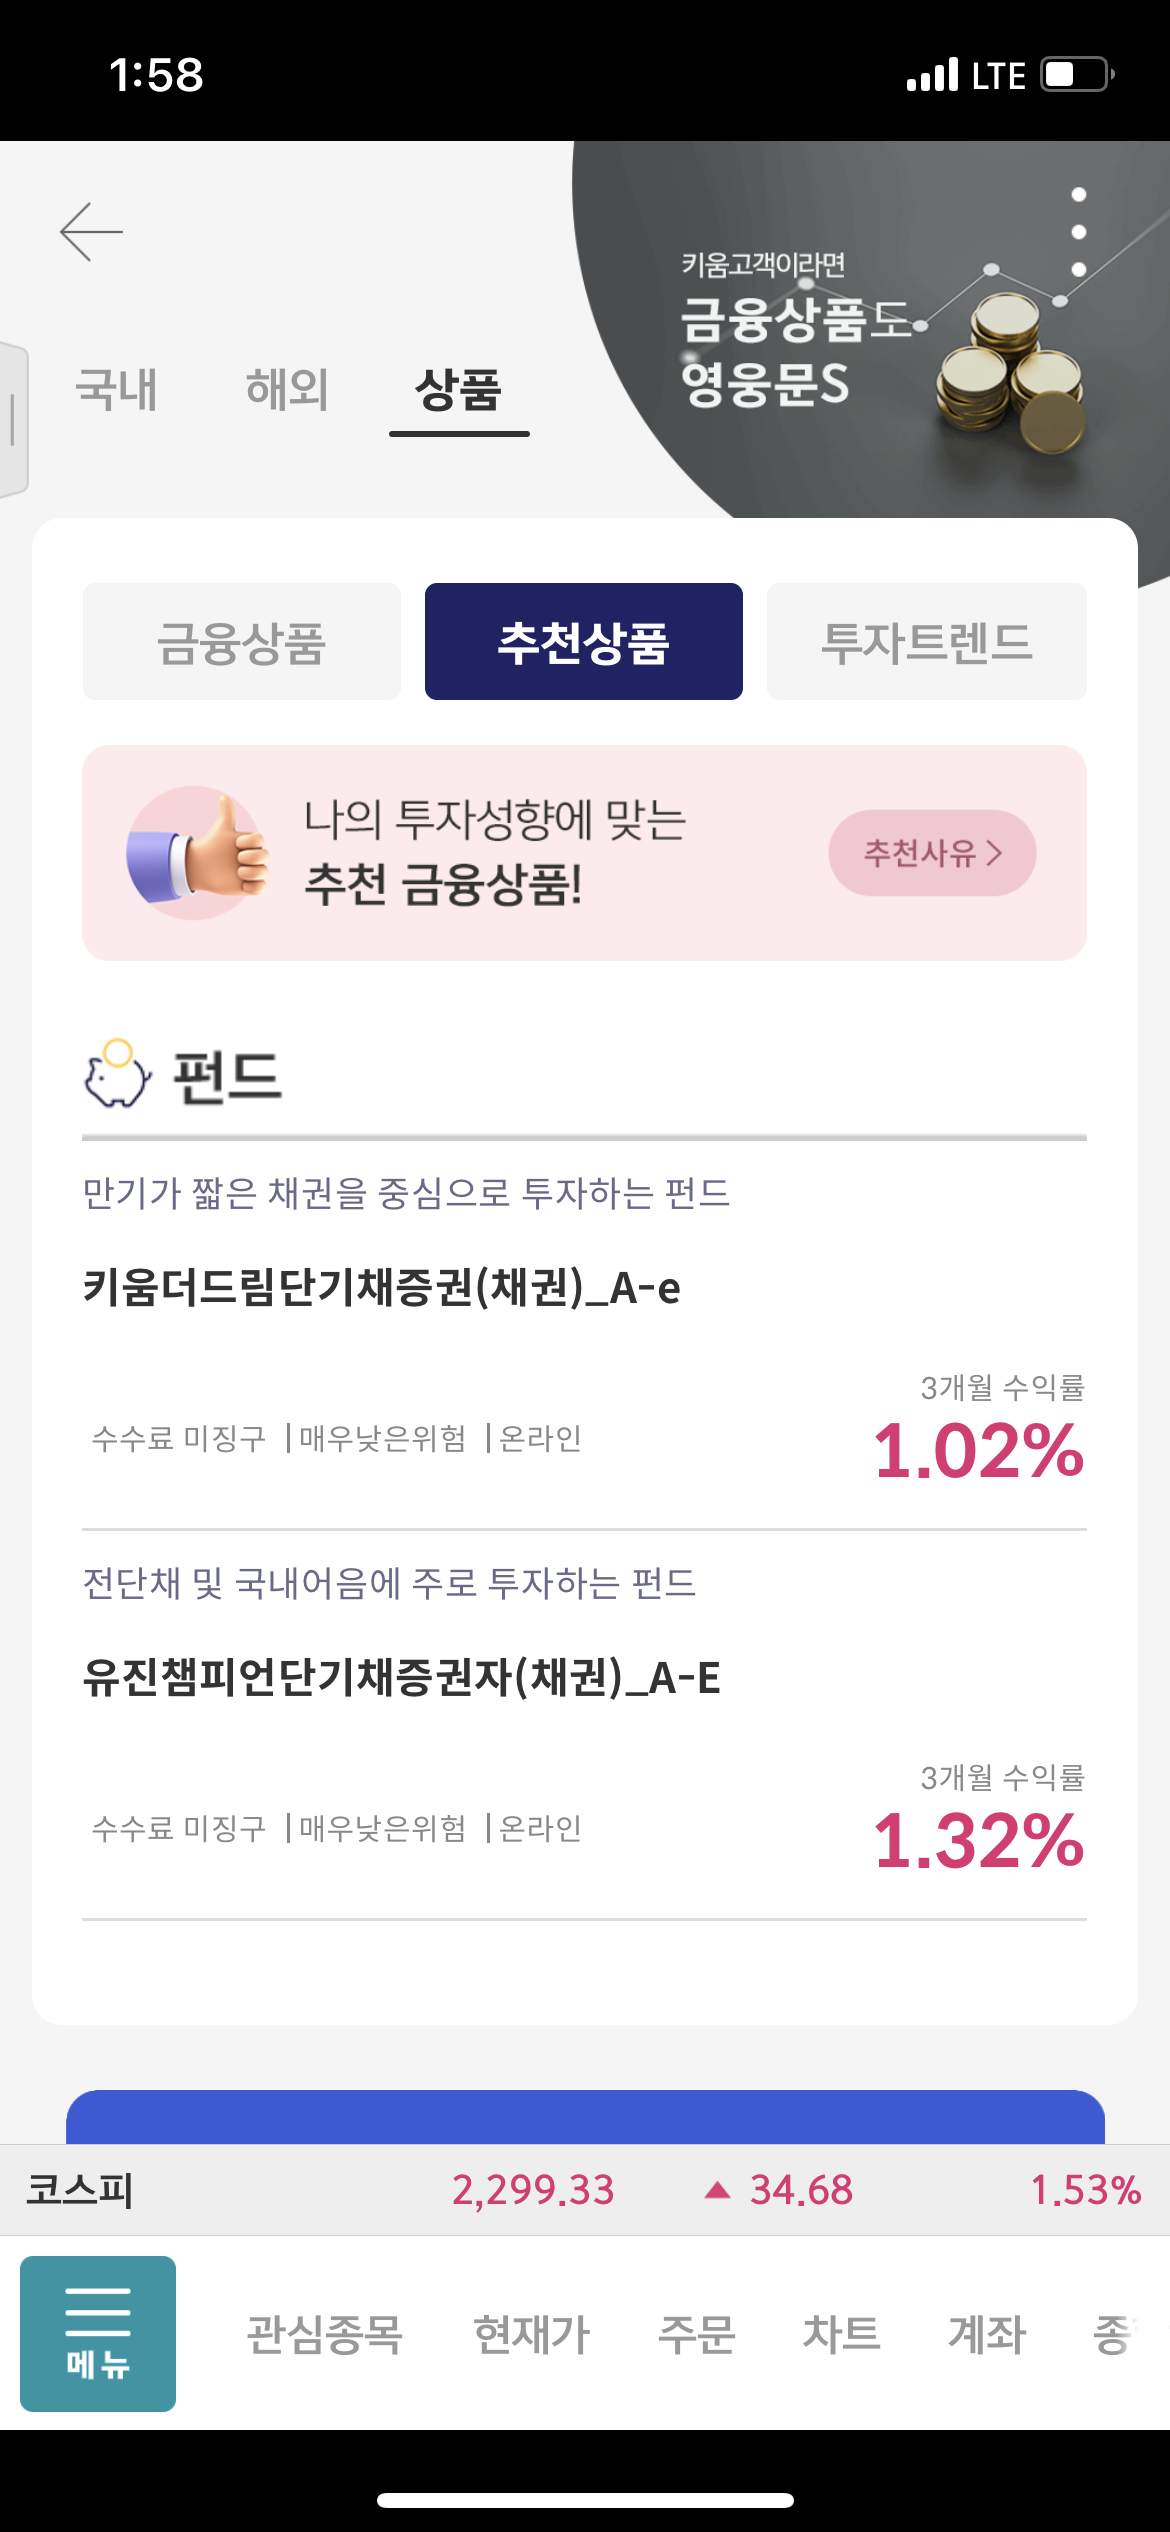 1:58
LTE
키움고객이라면
금융상품도
영웅문S
국내 해외 상품
금융상품 추천상품 투자트렌드
나의 투자성향에 맞는
추천 금융상품!
추천사유 >
펀드
만기가 짧은 채권을 중심으로 투자하는 펀드
키움더드림단기채증권(채권)_A-e
3개월 수익률
수수료 미징구 | 매우낮은위험 | 온라인
1.02%
전단채 및 국내어음에 주로 투자하는 펀드
유진챔피언단기채증권자(채권)_A-E
3개월 수익률
수수료 미징구 | 매우낮은위험 | 온라인
1.32%
코스피 2,299.33 ▲ 34.68 1.53%
메뉴 관심종목 현재가 주문 차트 계좌 종